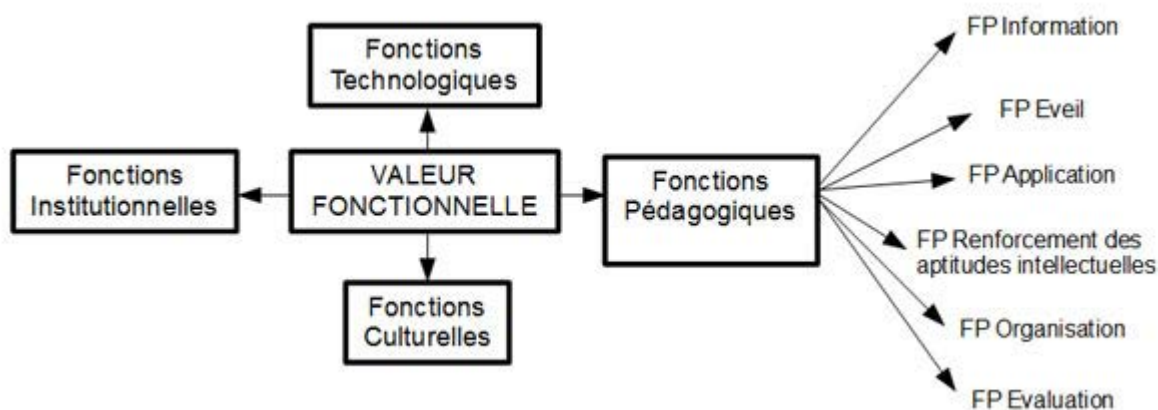 Fonctions
Technologiques
Fonctions
Institutionnelles
VALEUR
FONCTIONNELLE
Fonctions
Pédagogiques
Fonctions
Culturelles
FP Information
FP Eveil
FP Application
FP Renforcement des
aptitudes intellectuelles
FP Organisation
FP Evaluation